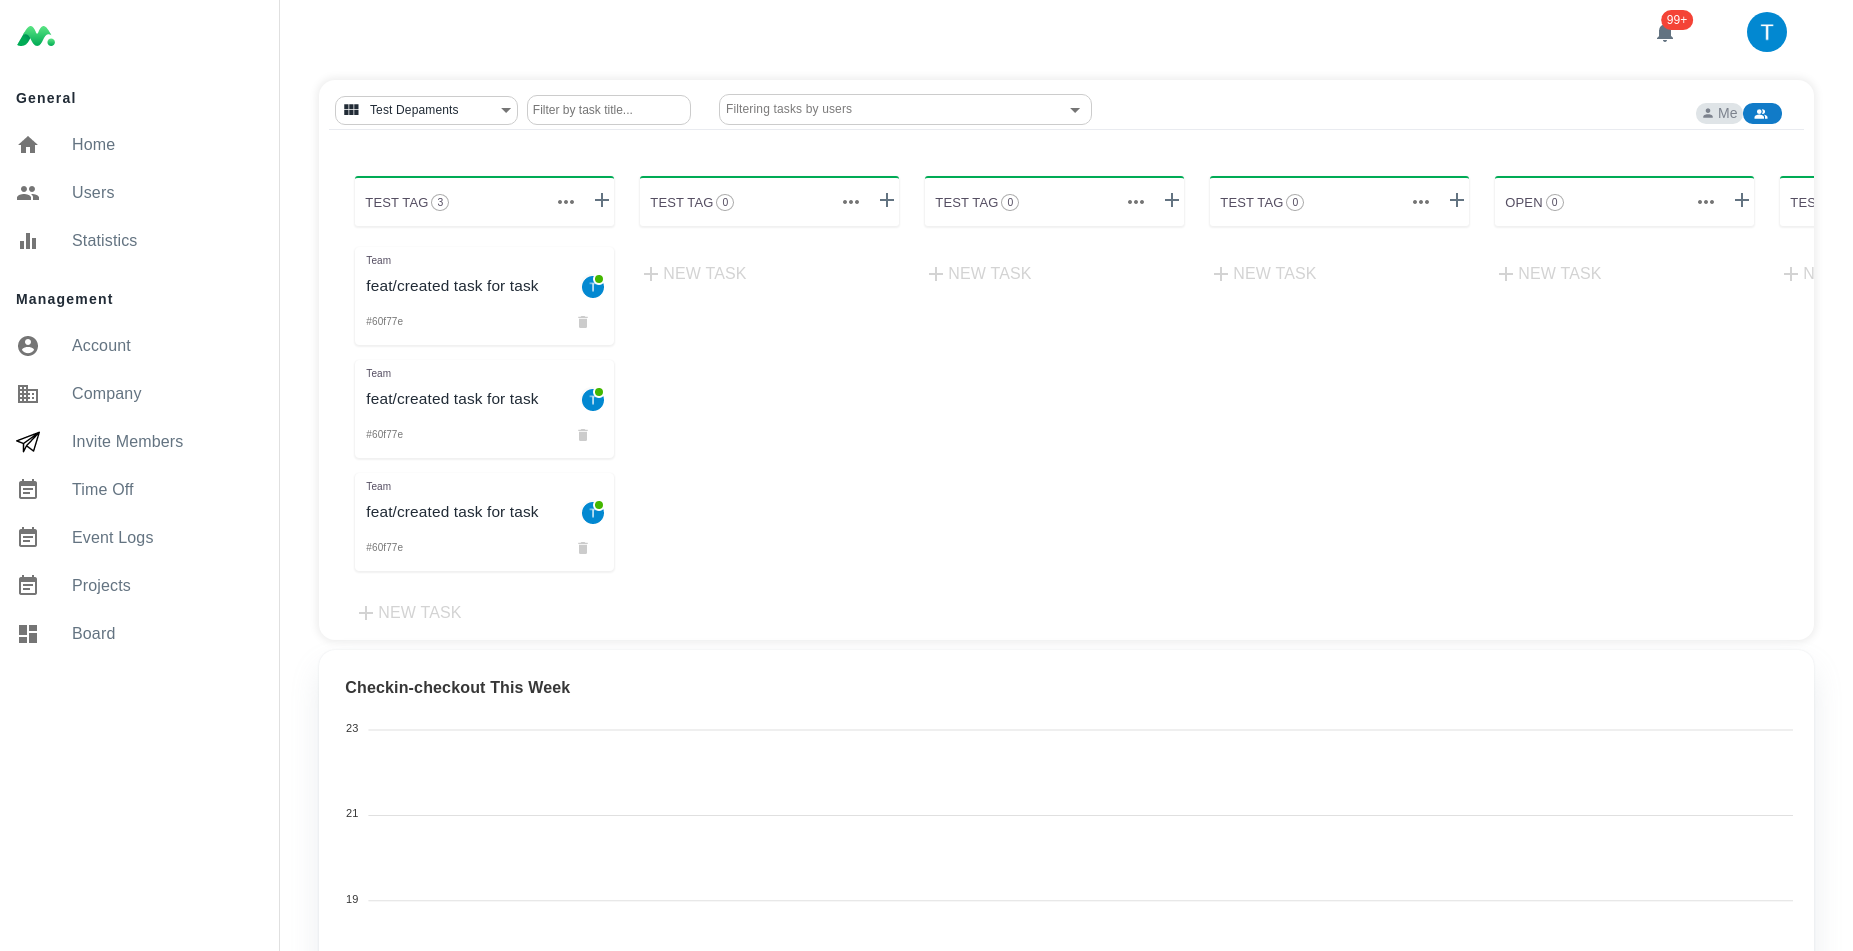 99+
T
General
Home
Users
Statistics
Management
Account
Company
Invite Members
Time Off
Event Logs
Projects
Board
Test Depaments
Filter by task title...
Filtering tasks by users
Me
TEST TAG 3
TEST TAG 0
TEST TAG 0
TEST TAG 0
OPEN 0
TES
Team
feat/created task for task
T
#60f77e
Team
feat/created task for task
T
#60f77e
Team
feat/created task for task
T
#60f77e
NEW TASK
NEW TASK
NEW TASK
NEW TASK
NEW TASK
N
Checkin-checkout This Week
23
21
19